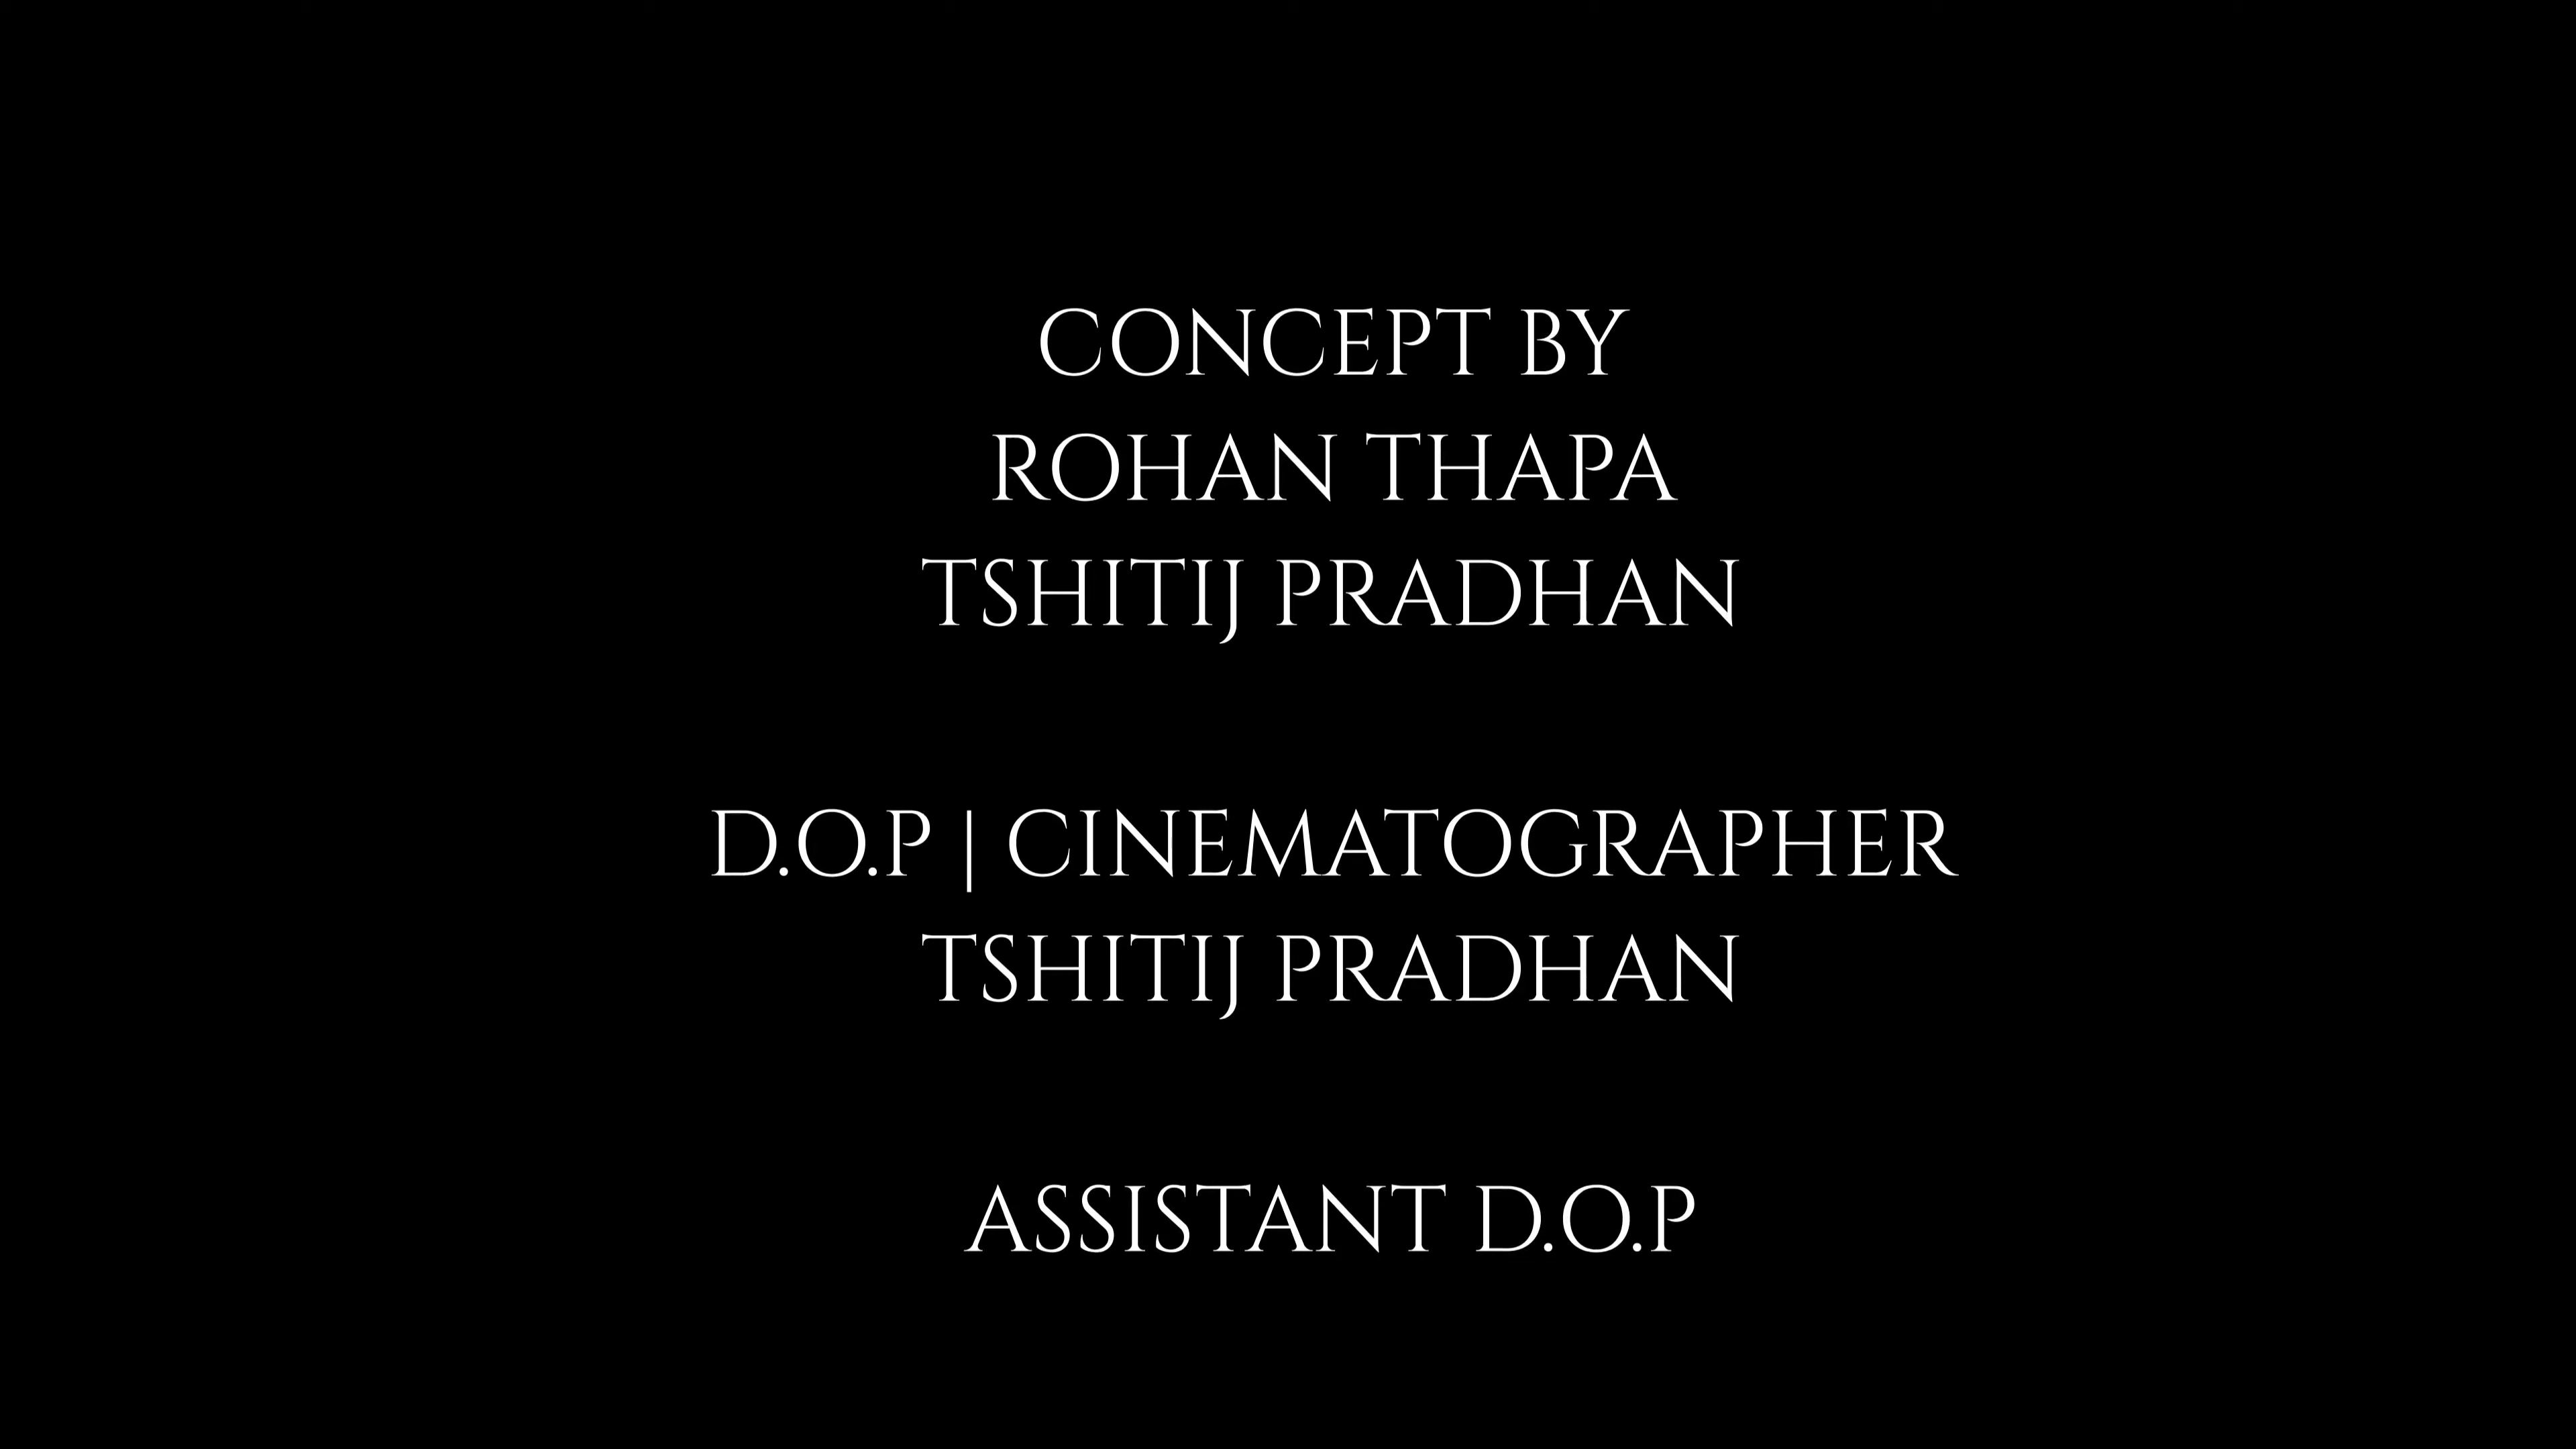 CONCEPT BY
ROHAN THAPA
TSHITIJ PRADHAN
D.O.P | CINEMATOGRAPHER
TSHITIJ PRADHAN
ASSISTANT D.O.P